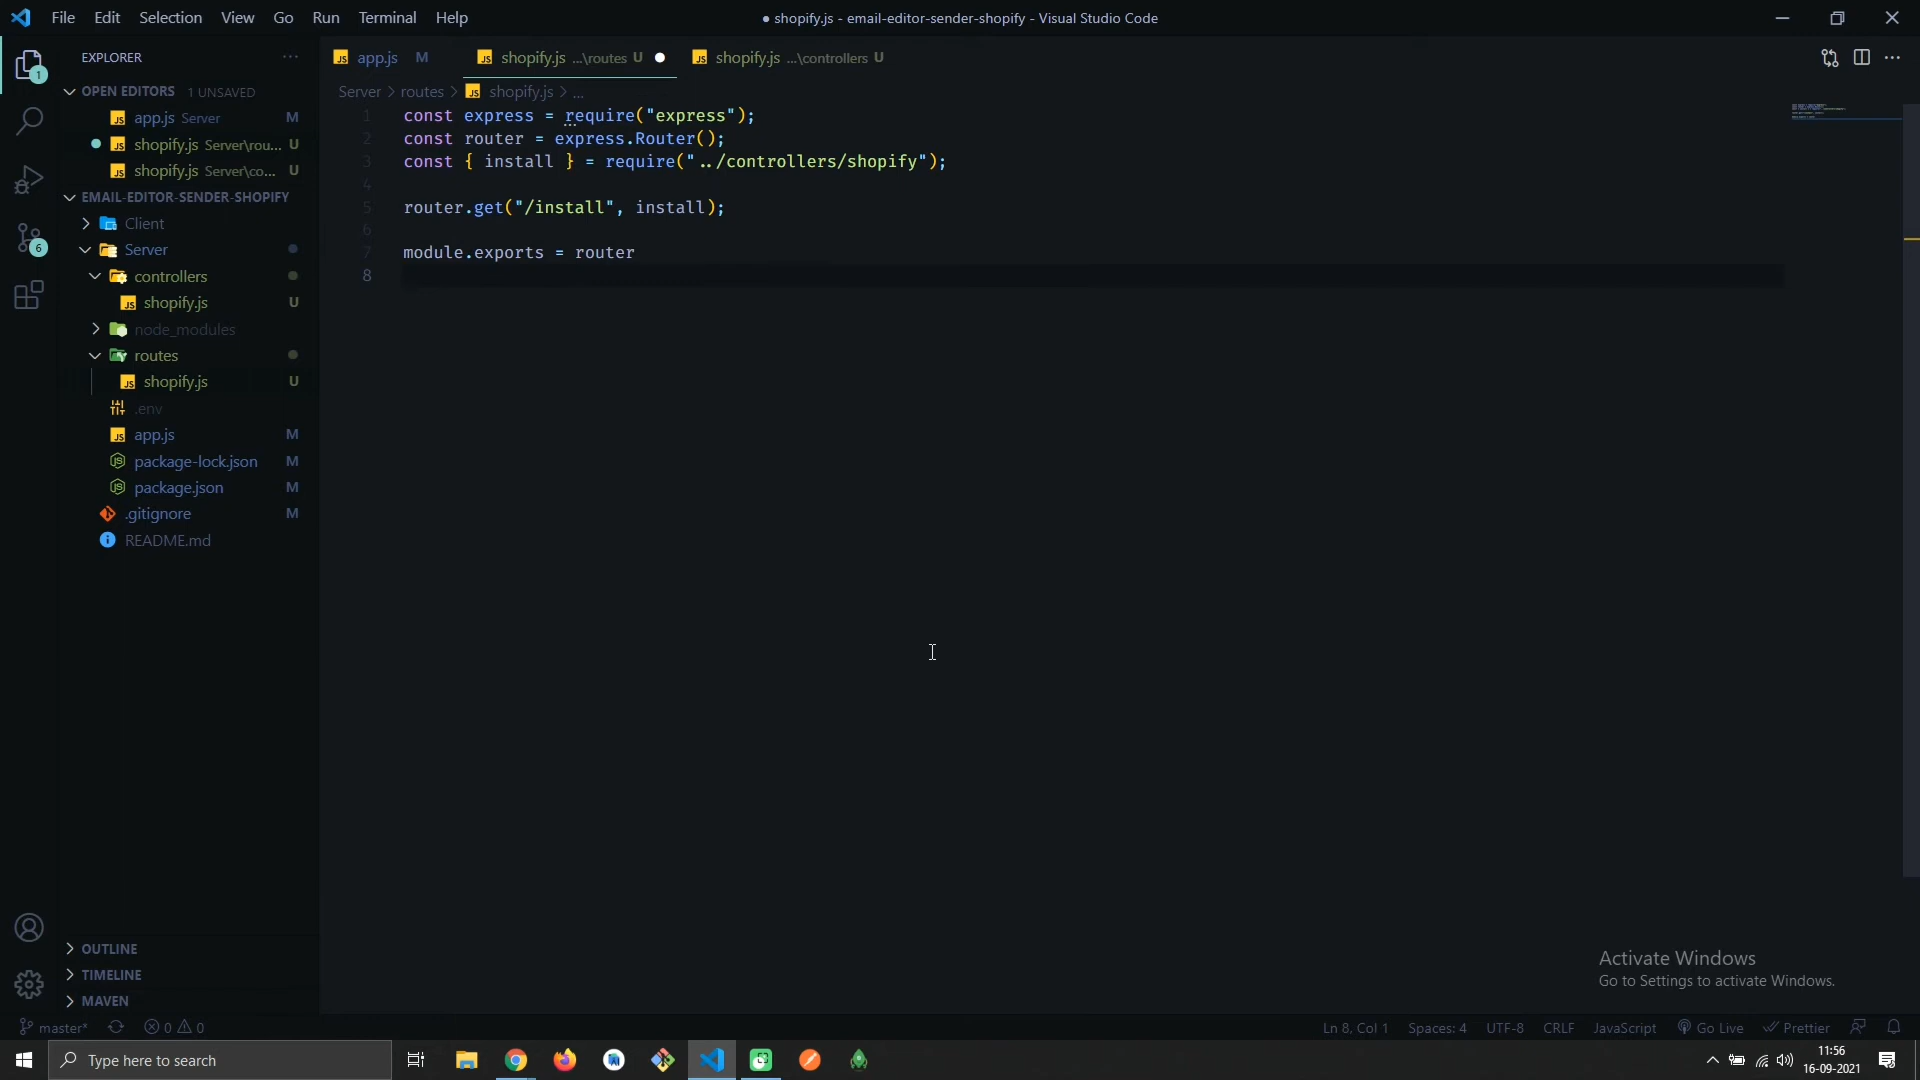 File Edit Selection View Go Run Terminal Help
● shopify.js - email-editor-sender-shopify - Visual Studio Code
EXPLORER
OPEN EDITORS 1 UNSAVED
app.js Server M
shopify.js Server\rou... U
shopify.js Server\co... U
EMAIL-EDITOR-SENDER-SHOPIFY
Client
Server
controllers
shopify.js U
node_modules
routes
shopify.js U
.env
app.js M
package-lock.json M
package.json M
.gitignore M
README.md
OUTLINE
TIMELINE
MAVEN
app.js M
shopify.js ...\routes U
shopify.js ...\controllers U
Server > routes > shopify.js > ...
1 const express = require("express");
2 const router = express.Router();
3 const { install } = require("../controllers/shopify");
4
5 router.get("/install", install);
6
7 module.exports = router
8
Activate Windows
Go to Settings to activate Windows.
master* 0 0
Ln 8, Col 1 Spaces: 4 UTF-8 CRLF JavaScript Go Live Prettier
Type here to search
11:56
16-09-2021
1
6